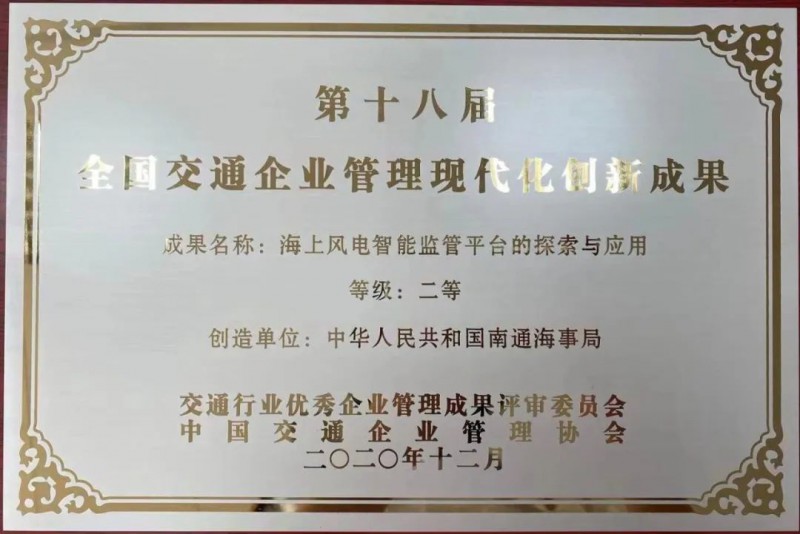 第十八届
全国交通企业管理现代化创新成果
成果名称：海上风电智能监管平台的探索与应用
等级：二等
创造单位：中华人民共和国南通海事局
交通行业优秀企业管理成果评审委员会
中国交通企业管理协会
二〇二〇年十二月